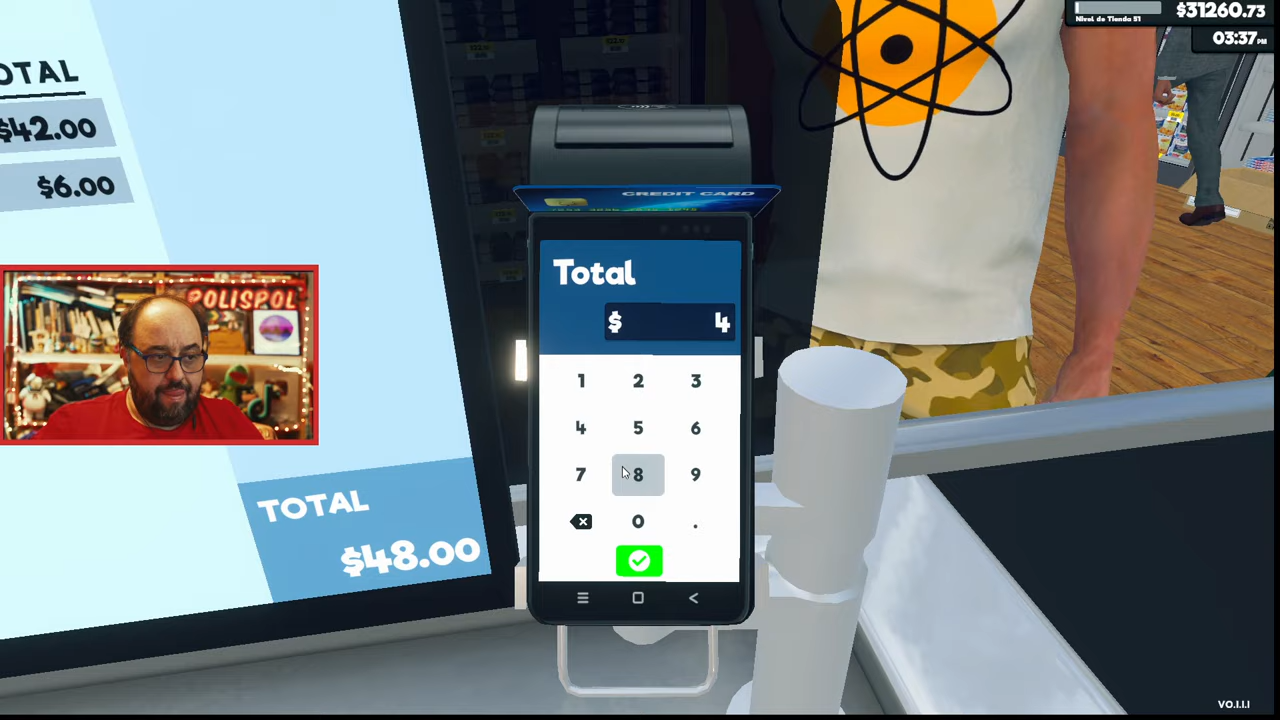 OTAL
$42.00
$6.00
TOTAL
$48.00
POLISPOL
CREDIT CARD
Total
$ 4
1 2 3
4 5 6
7 8 9
0 .
Nivel de Tienda 51
$31260.73
03:37PM
V0.1.1.1